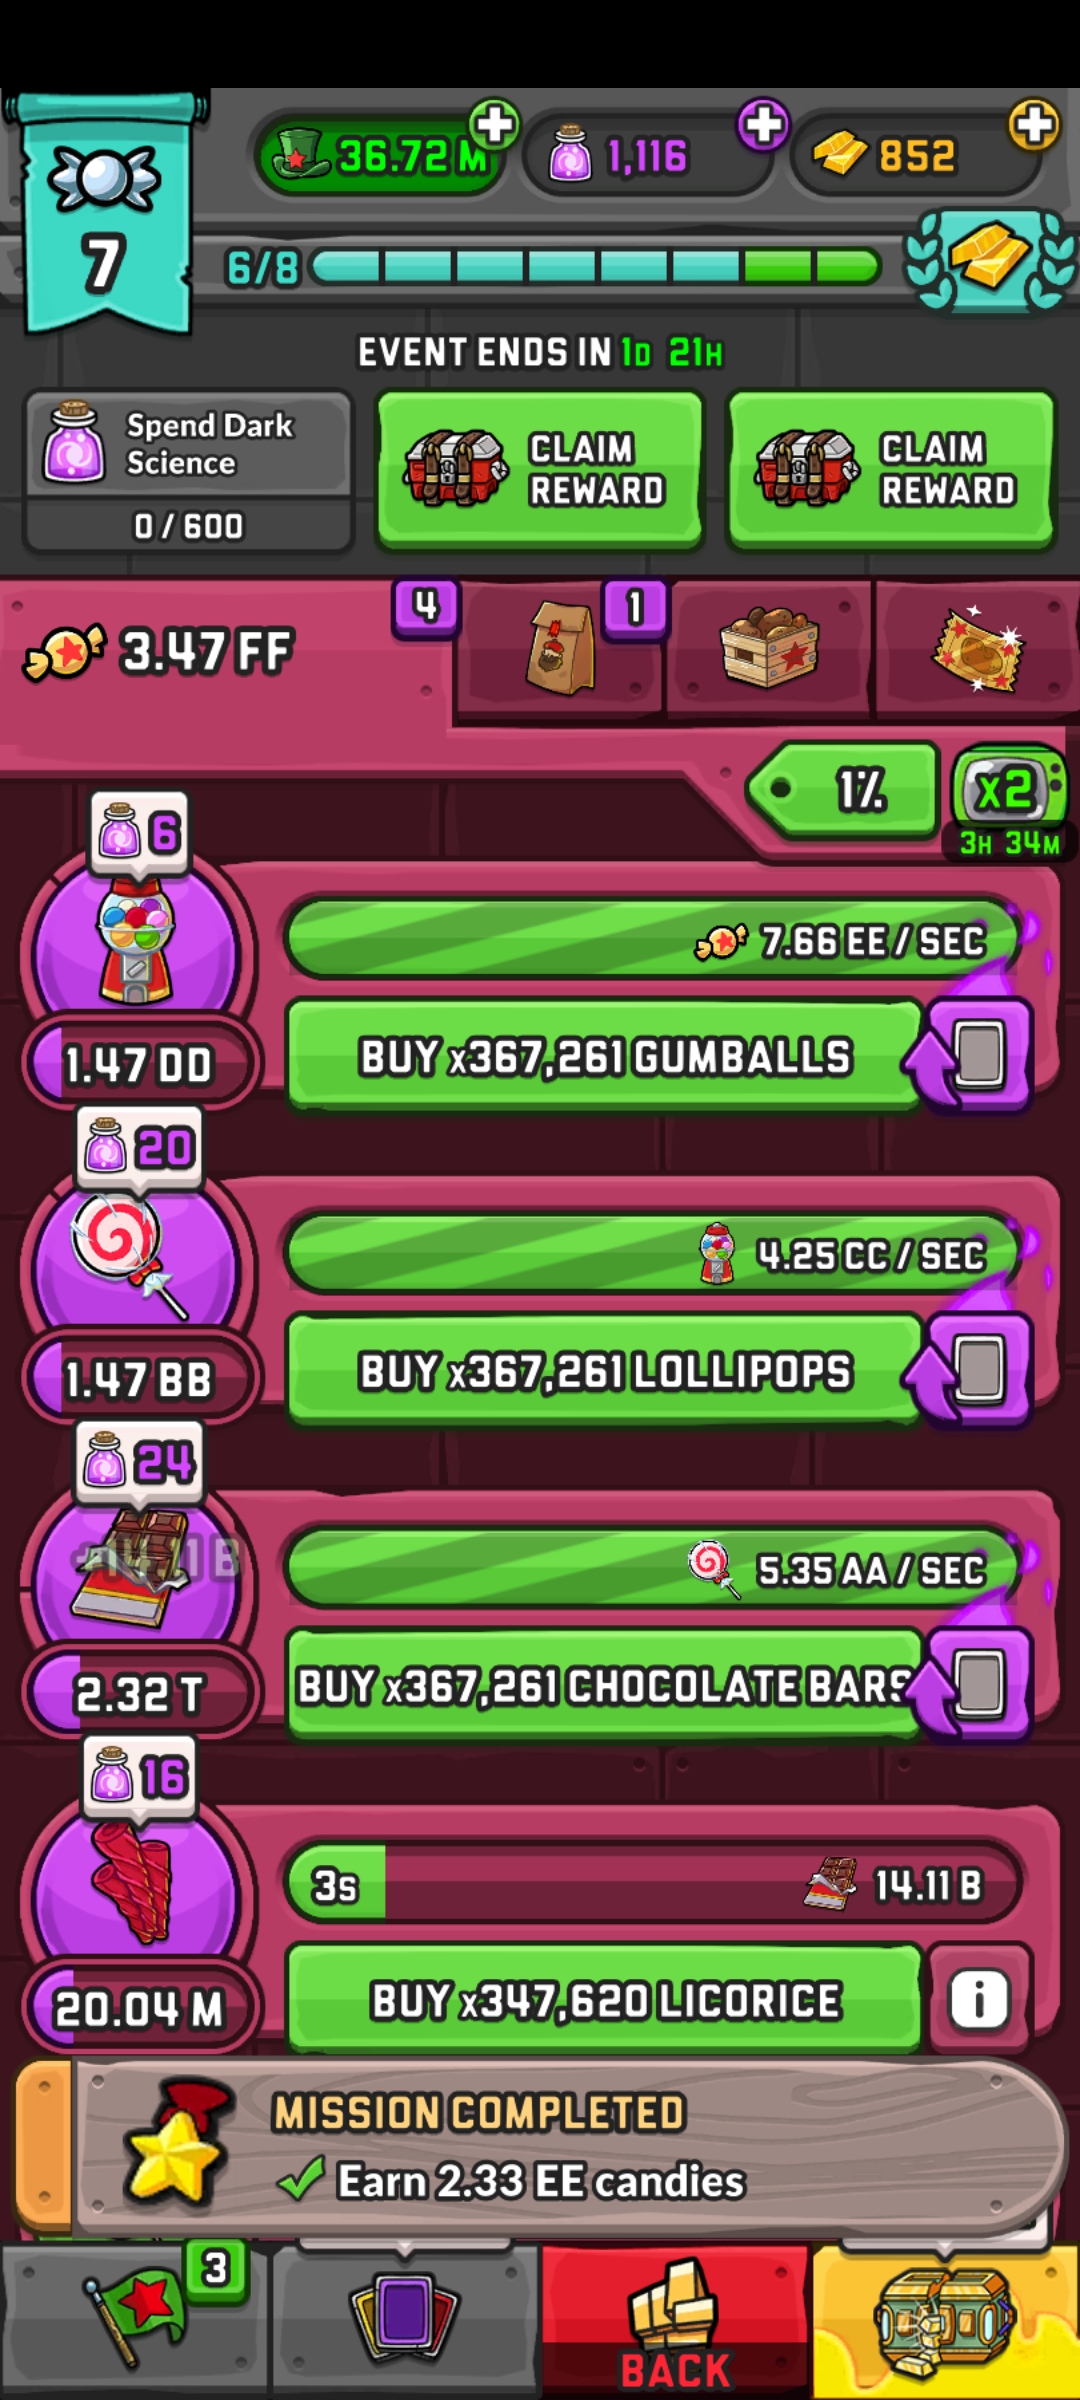 36.72 M
1,116
852
7
6/8
EVENT ENDS IN 1D 21H
Spend Dark
Science
0 / 600
CLAIM
REWARD
CLAIM
REWARD
3.47 FF
4
1
1%
x2
3H 34M
6
7.66 EE / SEC
1.47 DD
BUY x367,261 GUMBALLS
20
4.25 CC / SEC
1.47 BB
BUY x367,261 LOLLIPOPS
24
5.35 AA / SEC
2.32 T
BUY x367,261 CHOCOLATE BARS
16
3s
14.11 B
20.04 M
BUY x347,620 LICORICE
i
MISSION COMPLETED
Earn 2.33 EE candies
3
BACK